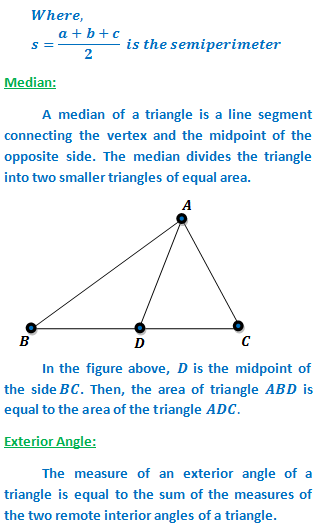 Where,
s = a + b + c / 2 is the semiperimeter
Median:
A median of a triangle is a line segment
connecting the vertex and the midpoint of the
opposite side. The median divides the triangle
into two smaller triangles of equal area.
A
B D C
In the figure above, D is the midpoint of
the side BC. Then, the area of triangle ABD is
equal to the area of the triangle ADC.
Exterior Angle:
The measure of an exterior angle of a
triangle is equal to the sum of the measures of
the two remote interior angles of a triangle.